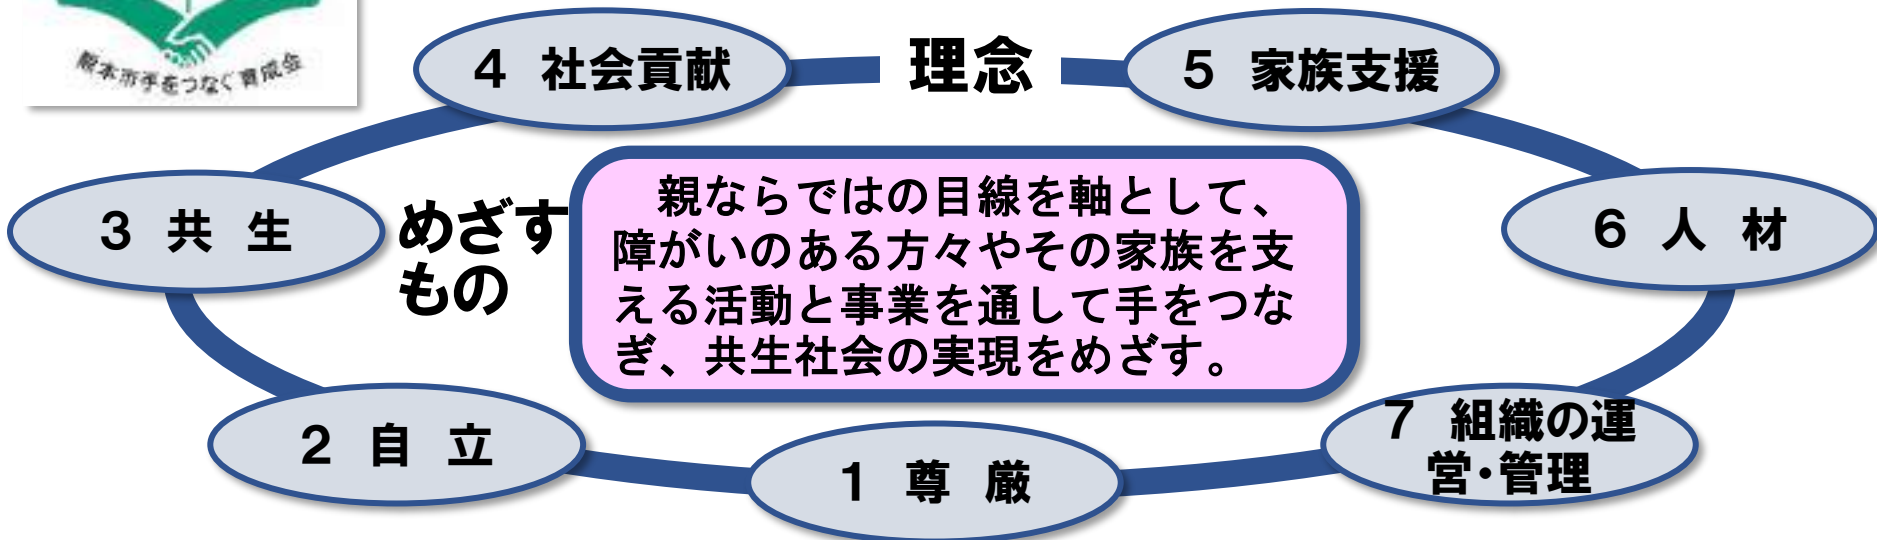 熊本市手をつなぐ育成会
4 社会貢献
理念
5 家族支援
3 共 生
めざす
もの
親ならではの目線を軸として、
障がいのある方々やその家族を支
える活動と事業を通して手をつな
ぎ、共生社会の実現をめざす。
6 人 材
2 自 立
1 尊 厳
7 組織の運
営・管理